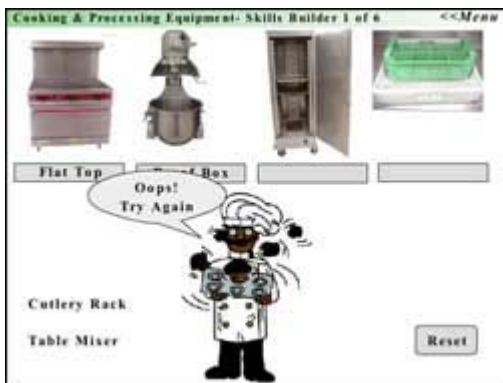 Cooking & Processing Equipment- Skills Builder 1 of 6 <<Menu
Flat Top
Proof Box
Oops!
Try Again
Cutlery Rack
Table Mixer
Reset